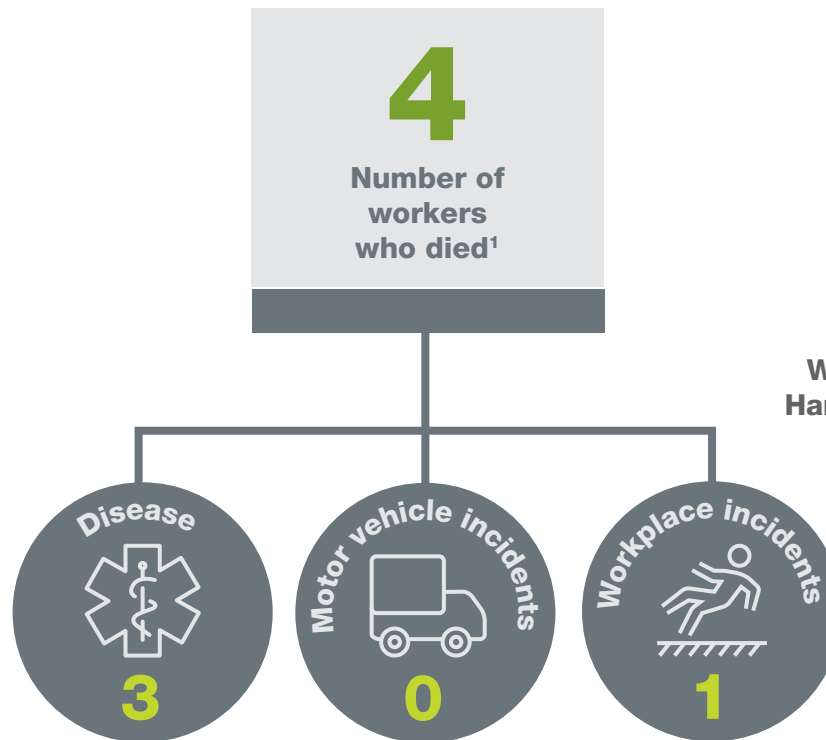 4
Number of
workers
who died¹
Disease
3
Motor vehicle incidents
0
Workplace incidents
1